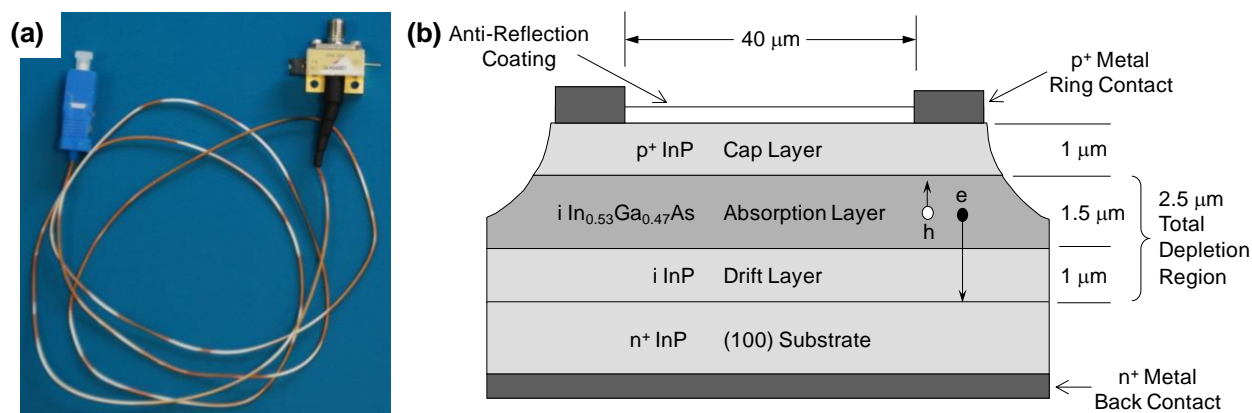 (a)
(b)
Anti-Reflection
Coating
40 μm
p⁺ Metal
Ring Contact
p⁺ InP Cap Layer
1 μm
i In₀.₅₃Ga₀.₄₇As Absorption Layer
h
e
1.5 μm
2.5 μm
Total
Depletion
Region
i InP Drift Layer
1 μm
n⁺ InP (100) Substrate
n⁺ Metal
Back Contact